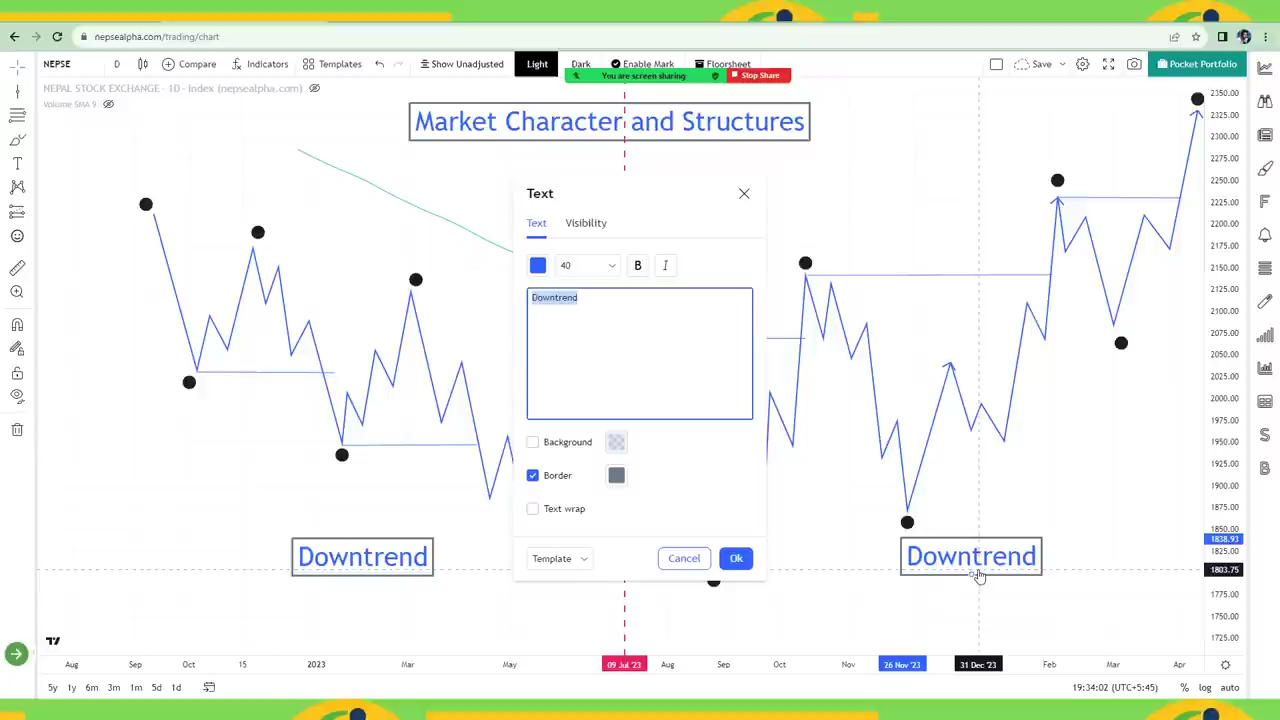 nepsealpha.com/trading/chart
NEPSE
D
Compare
Indicators
Templates
Show Unadjusted
Light
Dark
Enable Mark
Floorsheet
Save
Pocket Portfolio
You are screen sharing
Stop Share
NEPAL STOCK EXCHANGE · 1D · Index (nepsealpha.com)
Volume SMA 9
Market Character and Structures
Text
Text
Visibility
40
B
I
Downtrend
Background
Border
Text wrap
Template
Cancel
Ok
Downtrend
Downtrend
2350.00
2325.00
2300.00
2275.00
2250.00
2225.00
2200.00
2175.00
2150.00
2125.00
2100.00
2075.00
2050.00
2025.00
2000.00
1975.00
1950.00
1925.00
1900.00
1875.00
1850.00
1838.93
1825.00
1803.75
1775.00
1750.00
1725.00
Aug
Sep
Oct
15
2023
Mar
May
09 Jul '23
Aug
Sep
Oct
Nov
26 Nov '23
31 Dec '23
Feb
Mar
Apr
5y
1y
6m
3m
1m
5d
1d
19:34:02 (UTC+5:45)
%
log
auto